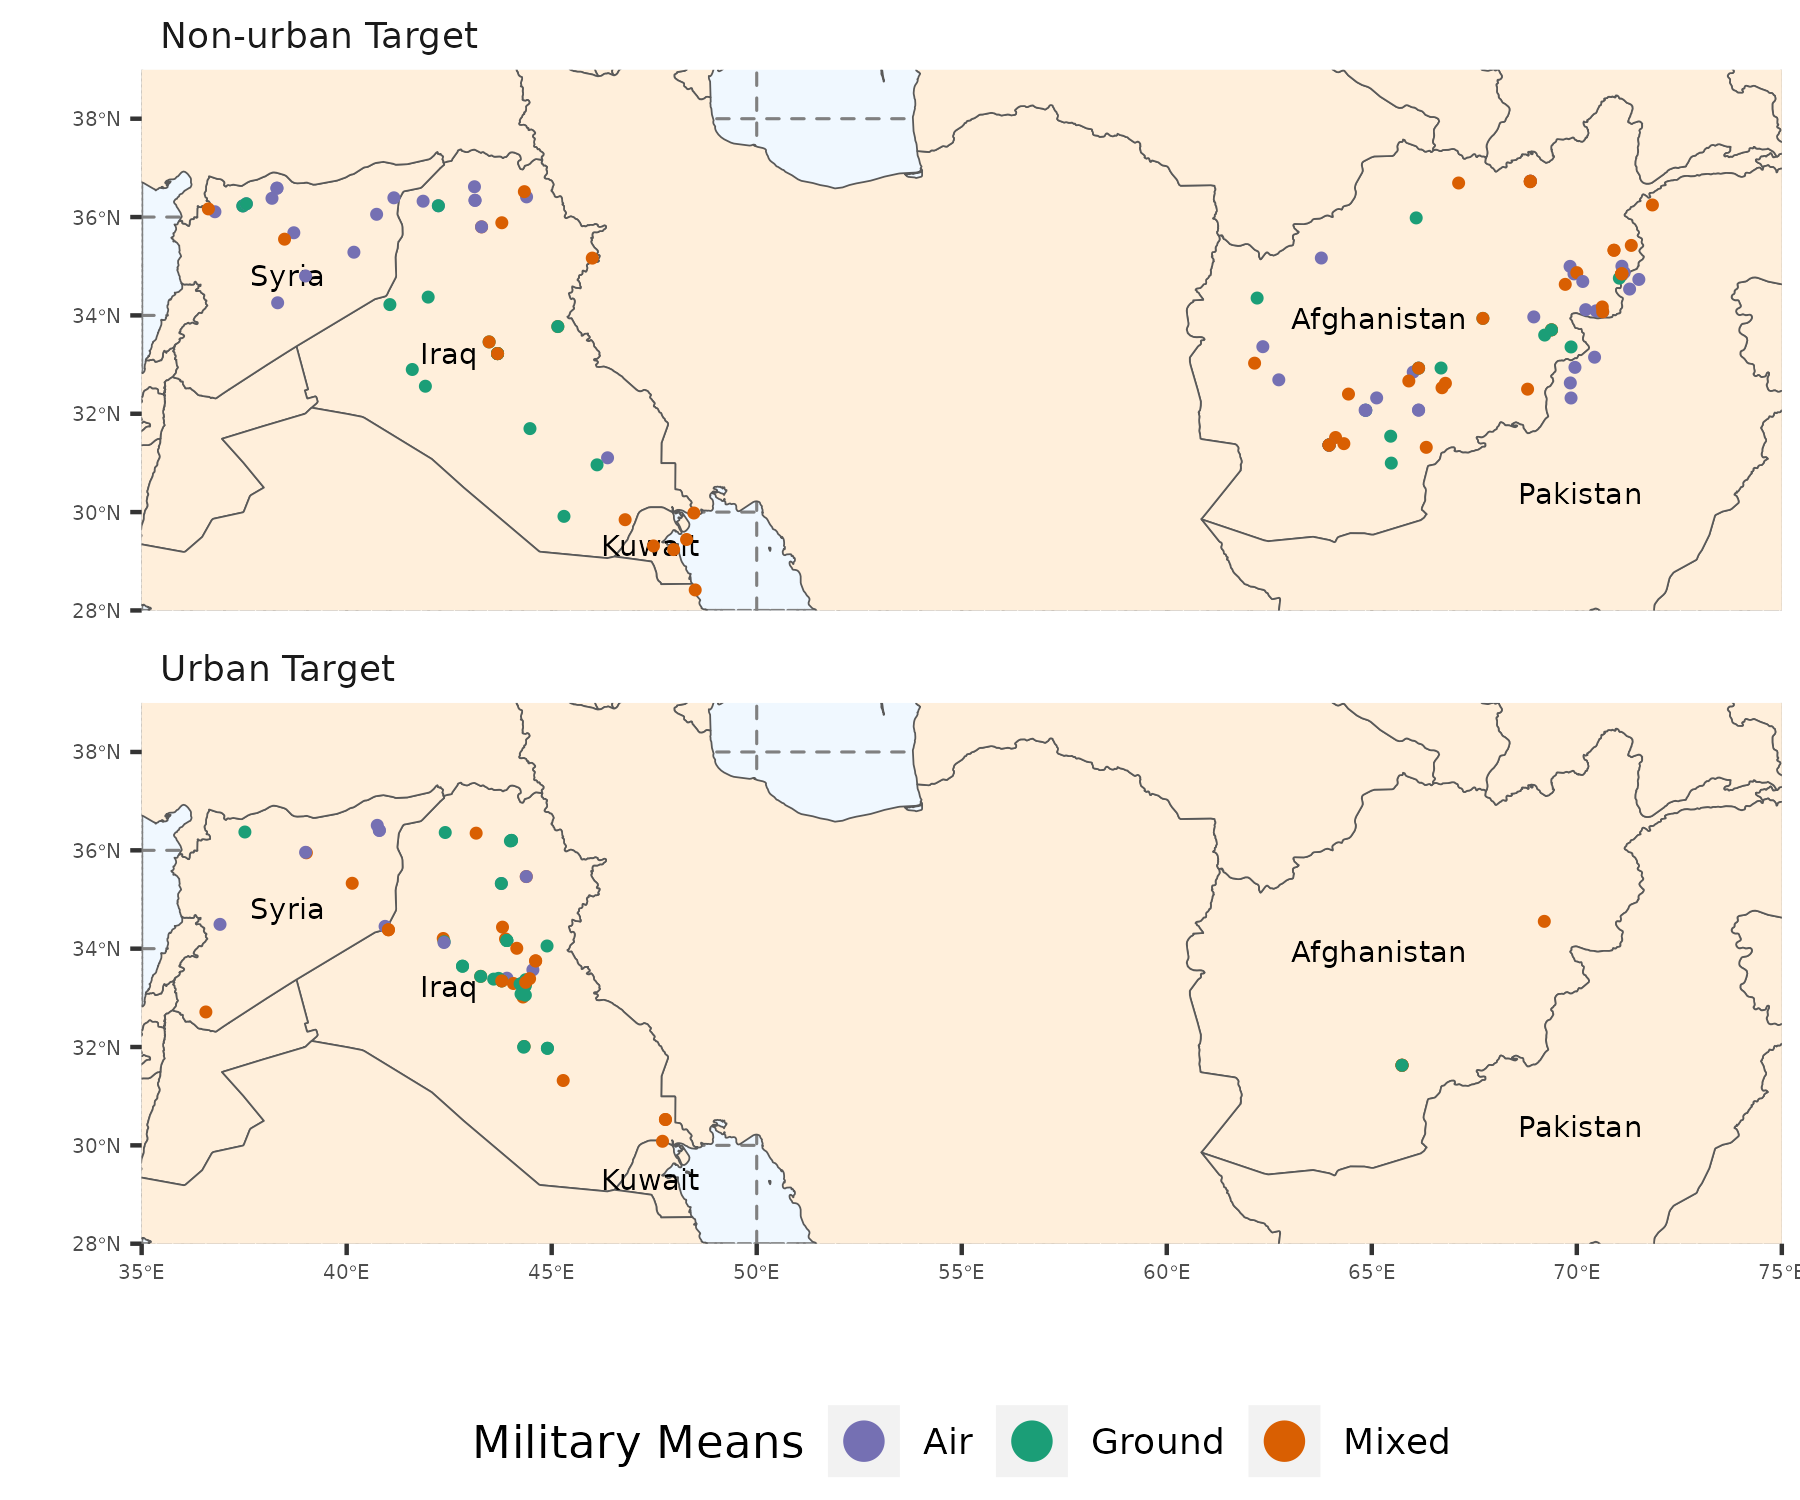 Non-urban Target
38°N
36°N
34°N
32°N
30°N
28°N
Syria
Iraq
Kuwait
Afghanistan
Pakistan
Urban Target
38°N
36°N
34°N
32°N
30°N
28°N
Syria
Iraq
Kuwait
Afghanistan
Pakistan
35°E 40°E 45°E 50°E 55°E 60°E 65°E 70°E 75°E
Military Means Air Ground Mixed